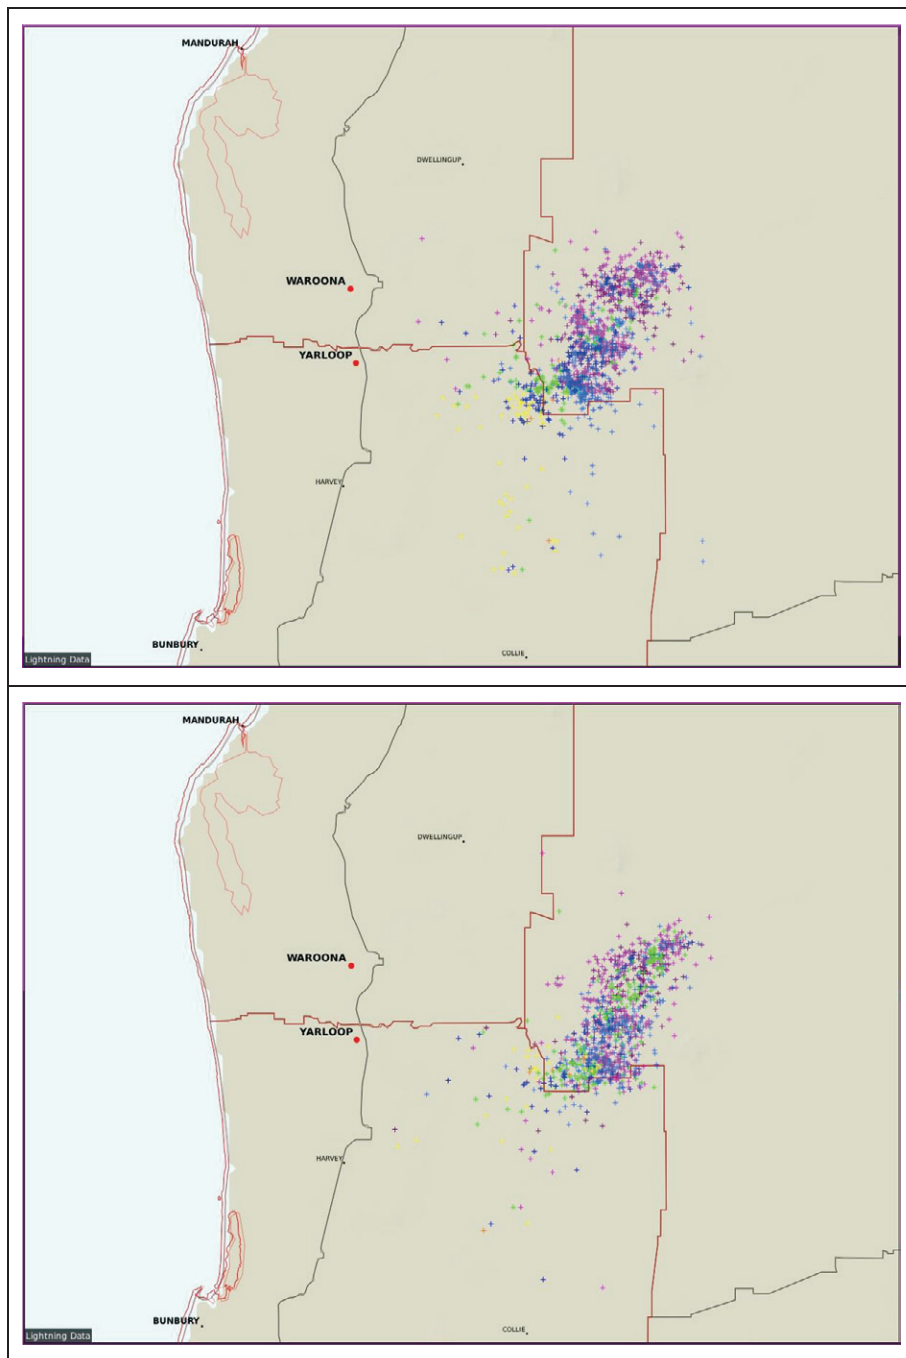 MANDURAH
DWELLINGUP
WAROONA
YARLOOP
HARVEY
BUNBURY
COLLIE
Lightning Data
MANDURAH
DWELLINGUP
WAROONA
YARLOOP
HARVEY
BUNBURY
COLLIE
Lightning Data